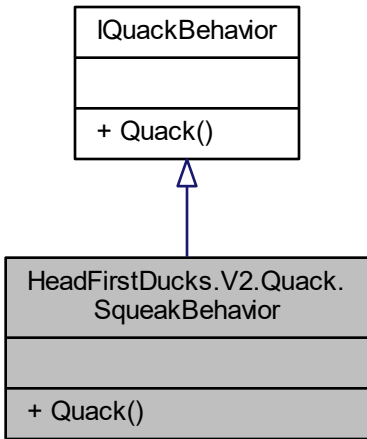 IQuackBehavior
+ Quack()
HeadFirstDucks.V2.Quack.
SqueakBehavior
+ Quack()